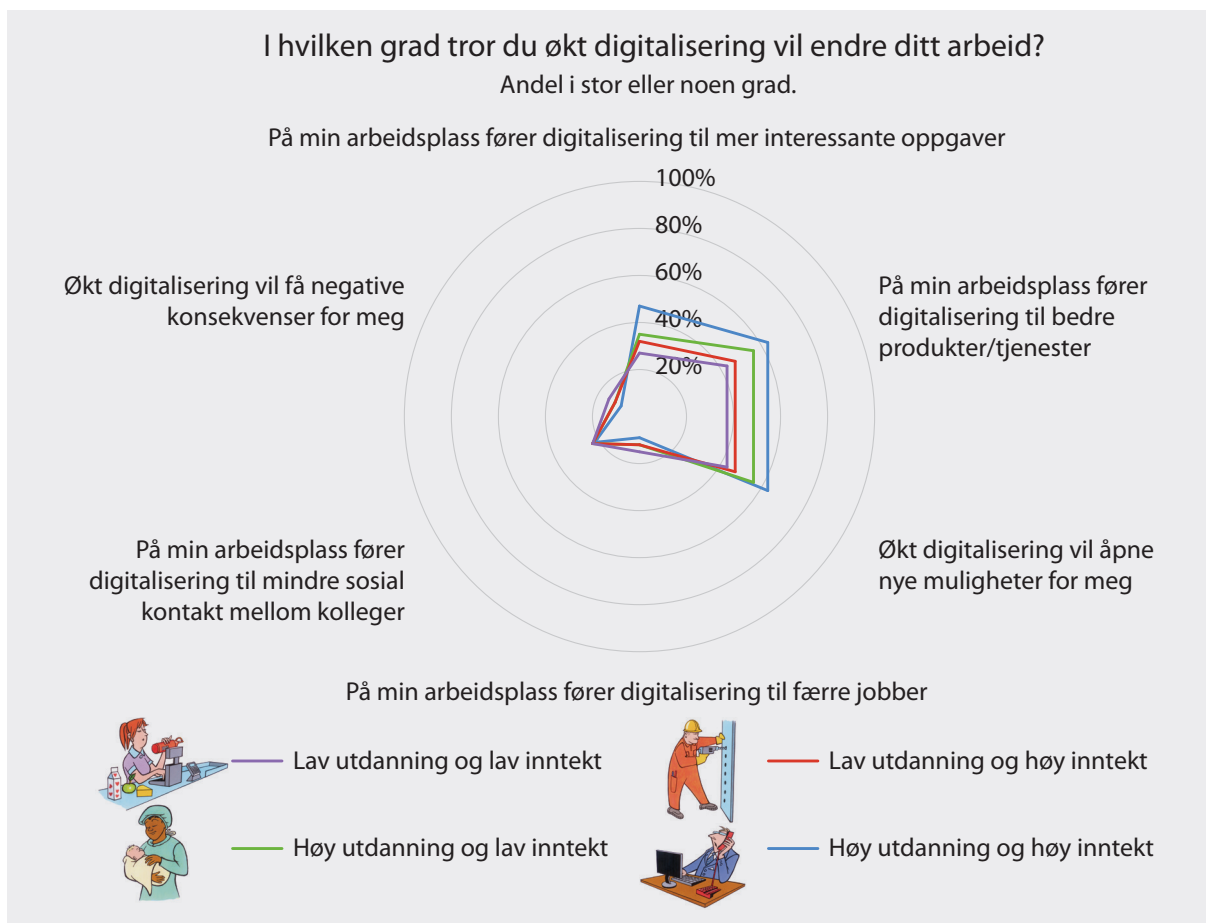 I hvilken grad tror du økt digitalisering vil endre ditt arbeid?
Andel i stor eller noen grad.
På min arbeidsplass fører digitalisering til mer interessante oppgaver
100%
80%
60%
40%
20%
Økt digitalisering vil få negative
konsekvenser for meg
På min arbeidsplass fører
digitalisering til bedre
produkter/tjenester
På min arbeidsplass fører
digitalisering til mindre sosial
kontakt mellom kolleger
Økt digitalisering vil åpne
nye muligheter for meg
På min arbeidsplass fører digitalisering til færre jobber
Lav utdanning og lav inntekt
Lav utdanning og høy inntekt
Høy utdanning og lav inntekt
Høy utdanning og høy inntekt